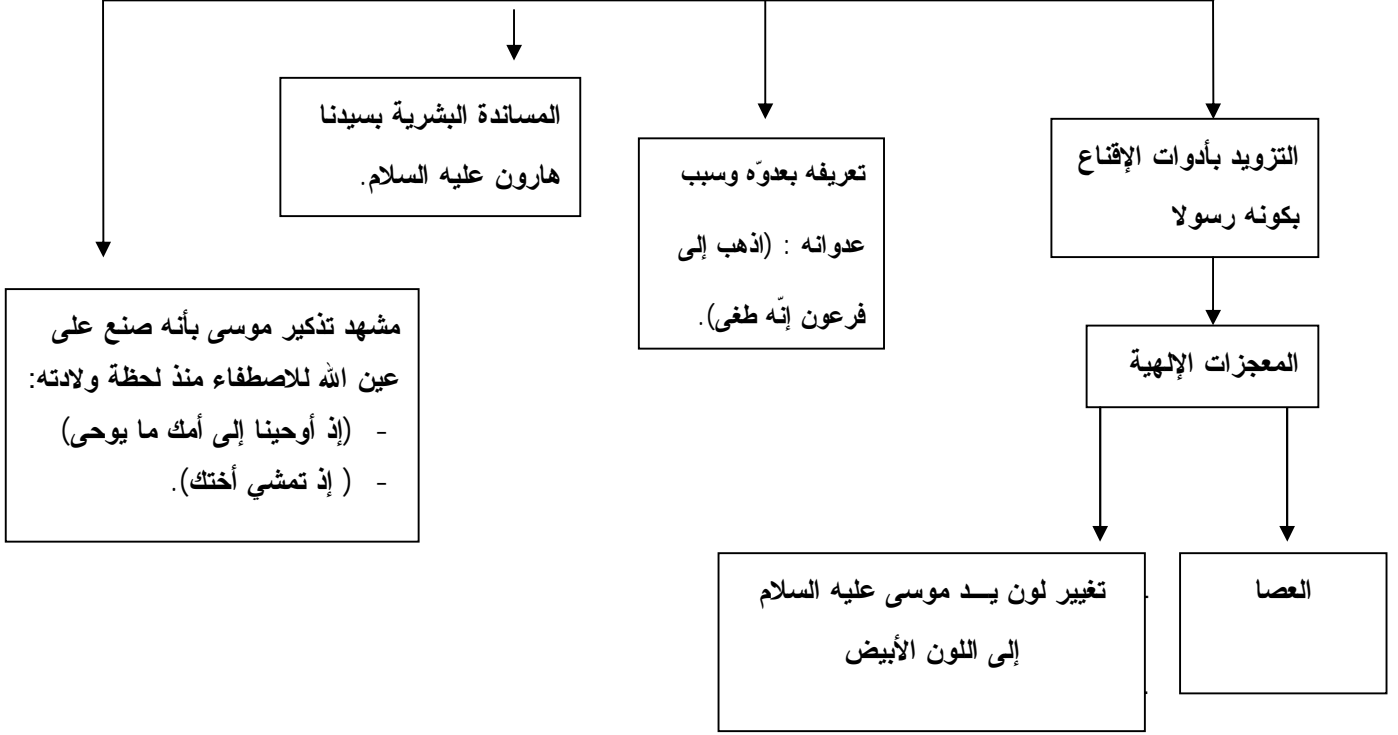 التزويد بأدوات الإقناع
بكونه رسولا
المعجزات الإلهية
العصا
تغيير لون يـــد موسى عليه السلام
إلى اللون الأبيض
تعريفه بعدوّه وسبب
عدوانه : (اذهب إلى
فرعون إنّه طغى).
المساندة البشرية بسيدنا
هارون عليه السلام.
مشهد تذكير موسى بأنه صنع على
عين الله للاصطفاء منذ لحظة ولادته:
- (إذ أوحينا إلى أمك ما يوحى)
- ( إذ تمشي أختك).